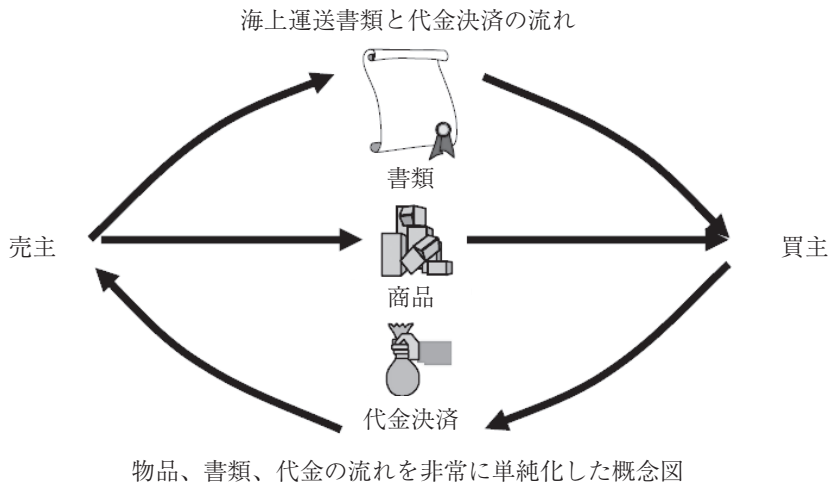 海上運送書類と代金決済の流れ
書類
売主
買主
商品
代金決済
物品、書類、代金の流れを非常に単純化した概念図